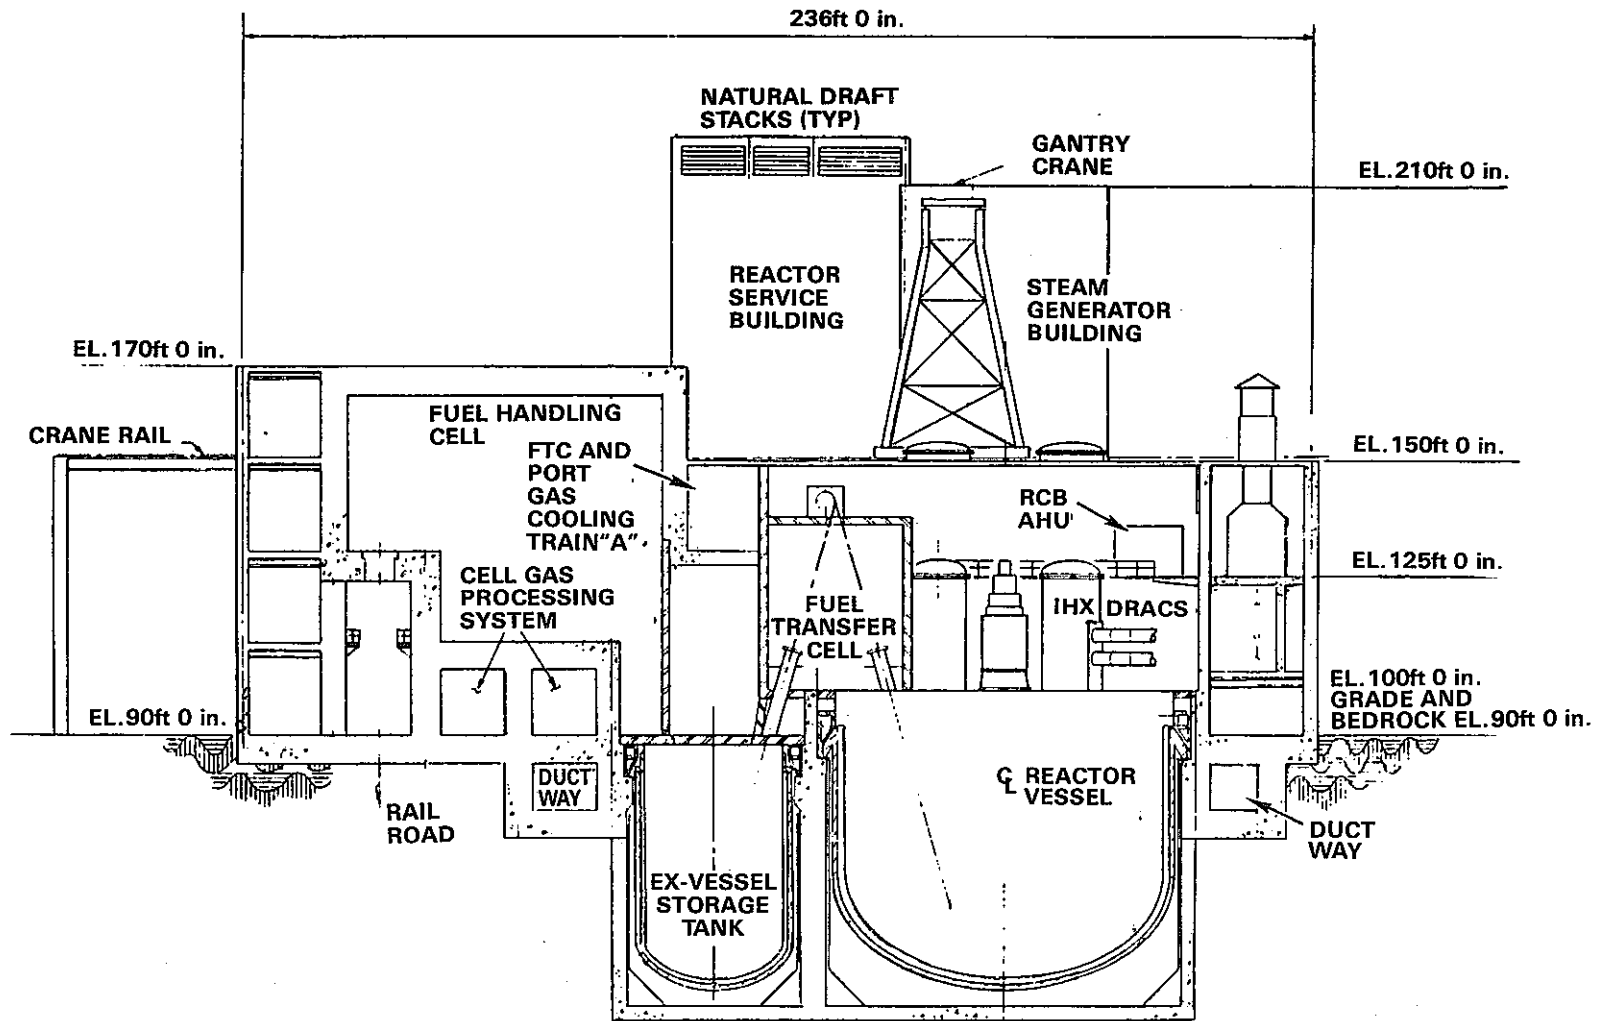 236ft 0 in.
NATURAL DRAFT
STACKS (TYP)
GANTRY
CRANE
EL.210ft 0 in.
REACTOR
SERVICE
BUILDING
STEAM
GENERATOR
BUILDING
EL.170ft 0 in.
FUEL HANDLING
CELL
CRANE RAIL
FTC AND
PORT
GAS
COOLING
TRAIN"A"
EL.150ft 0 in.
RCB
AHU
EL.125ft 0 in.
CELL GAS
PROCESSING
SYSTEM
FUEL
TRANSFER
CELL
IHX
DRACS
EL.100ft 0 in.
GRADE AND
BEDROCK EL.90ft 0 in.
EL.90ft 0 in.
DUCT
WAY
RAIL
ROAD
℄ REACTOR
VESSEL
DUCT
WAY
EX-VESSEL
STORAGE
TANK